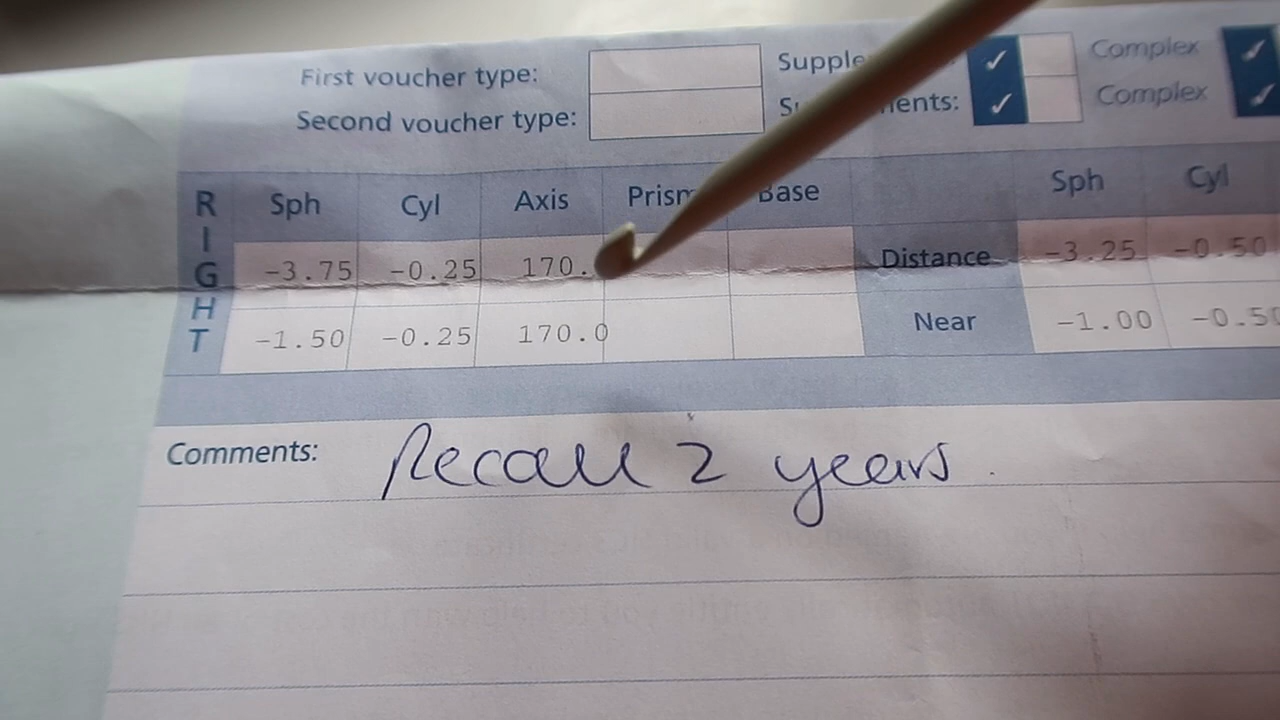 First voucher type: Complex ✓
Second voucher type: ✓ Complex ✓
RIGHT Sph Cyl Axis Base Sph Cyl
-3.75 -0.25 170. Distance -3.25 -0.50
-1.50 -0.25 170.0 Near -1.00
Comments: Recall 2 years.